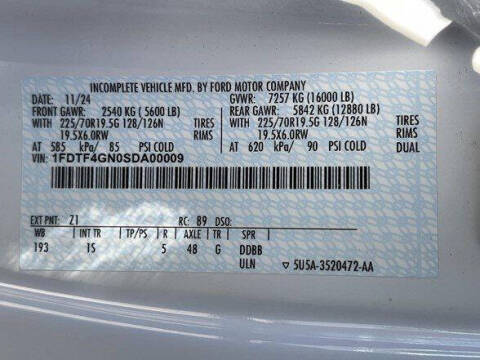 INCOMPLETE VEHICLE MFD. BY FORD MOTOR COMPANY
DATE: 11/24 GVWR: 7257 KG (16000 LB)
FRONT GAWR: 2540 KG ( 5600 LB) REAR GAWR: 5842 KG (12880 LB)
WITH 225/70R19.5G 128/126N TIRES WITH 225/70R19.5G 128/126N TIRES
19.5X6.0RW RIMS 19.5X6.0RW RIMS
AT 585 kPa/ 85 PSI COLD AT 620 kPa/ 90 PSI COLD DUAL
VIN: 1FDTF4GN0SDA00009
EXT PNT: Z1 RC: 89 DSO:
WB INT TR TP/PS R AXLE TR SPR
193 1S 5 48 G DDBB
ULN ▽ 5U5A-3520472-AA